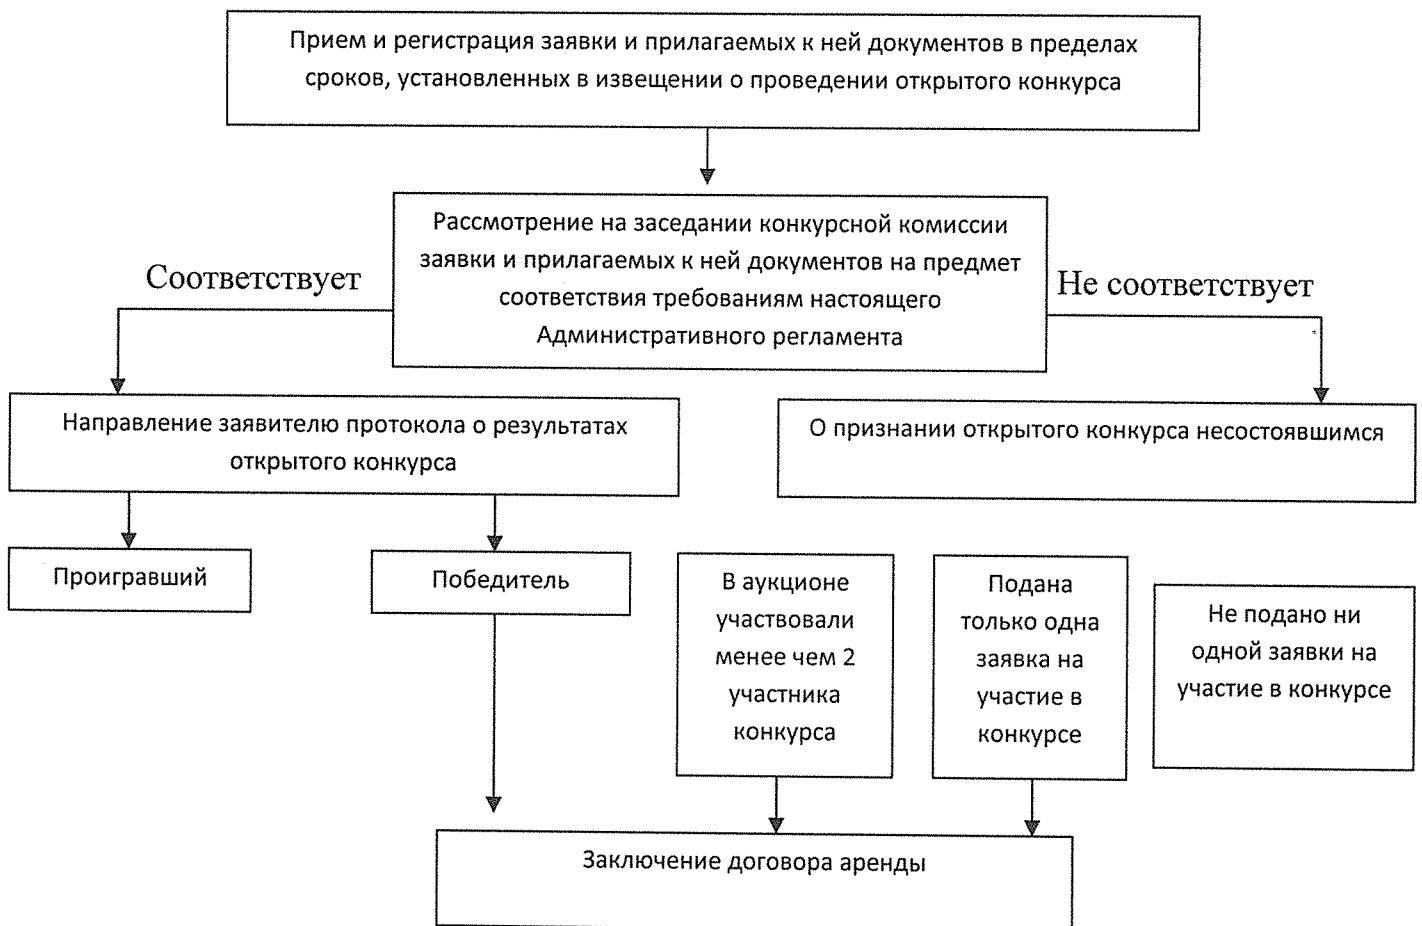 Прием и регистрация заявки и прилагаемых к ней документов в пределах
сроков, установленных в извещении о проведении открытого конкурса
Рассмотрение на заседании конкурсной комиссии
заявки и прилагаемых к ней документов на предмет
соответствия требованиям настоящего
Административного регламента
Соответствует
Не соответствует
Направление заявителю протокола о результатах
открытого конкурса
О признании открытого конкурса несостоявшимся
Проигравший
Победитель
В аукционе
участвовали
менее чем 2
участника
конкурса
Подана
только одна
заявка на
участие в
конкурсе
Не подано ни
одной заявки на
участие в конкурсе
Заключение договора аренды